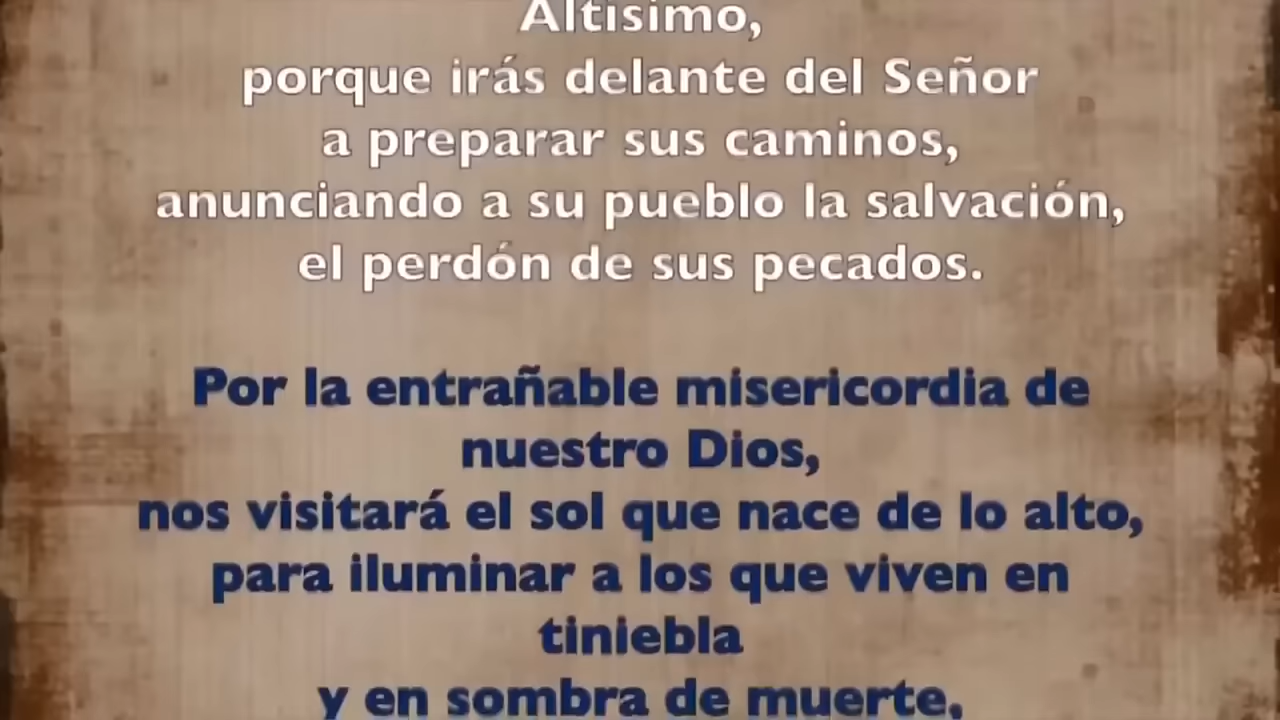 Altísimo,
porque irás delante del Señor
a preparar sus caminos,
anunciando a su pueblo la salvación,
el perdón de sus pecados.
Por la entrañable misericordia de
nuestro Dios,
nos visitará el sol que nace de lo alto,
para iluminar a los que viven en
tiniebla
y en sombra de muerte,